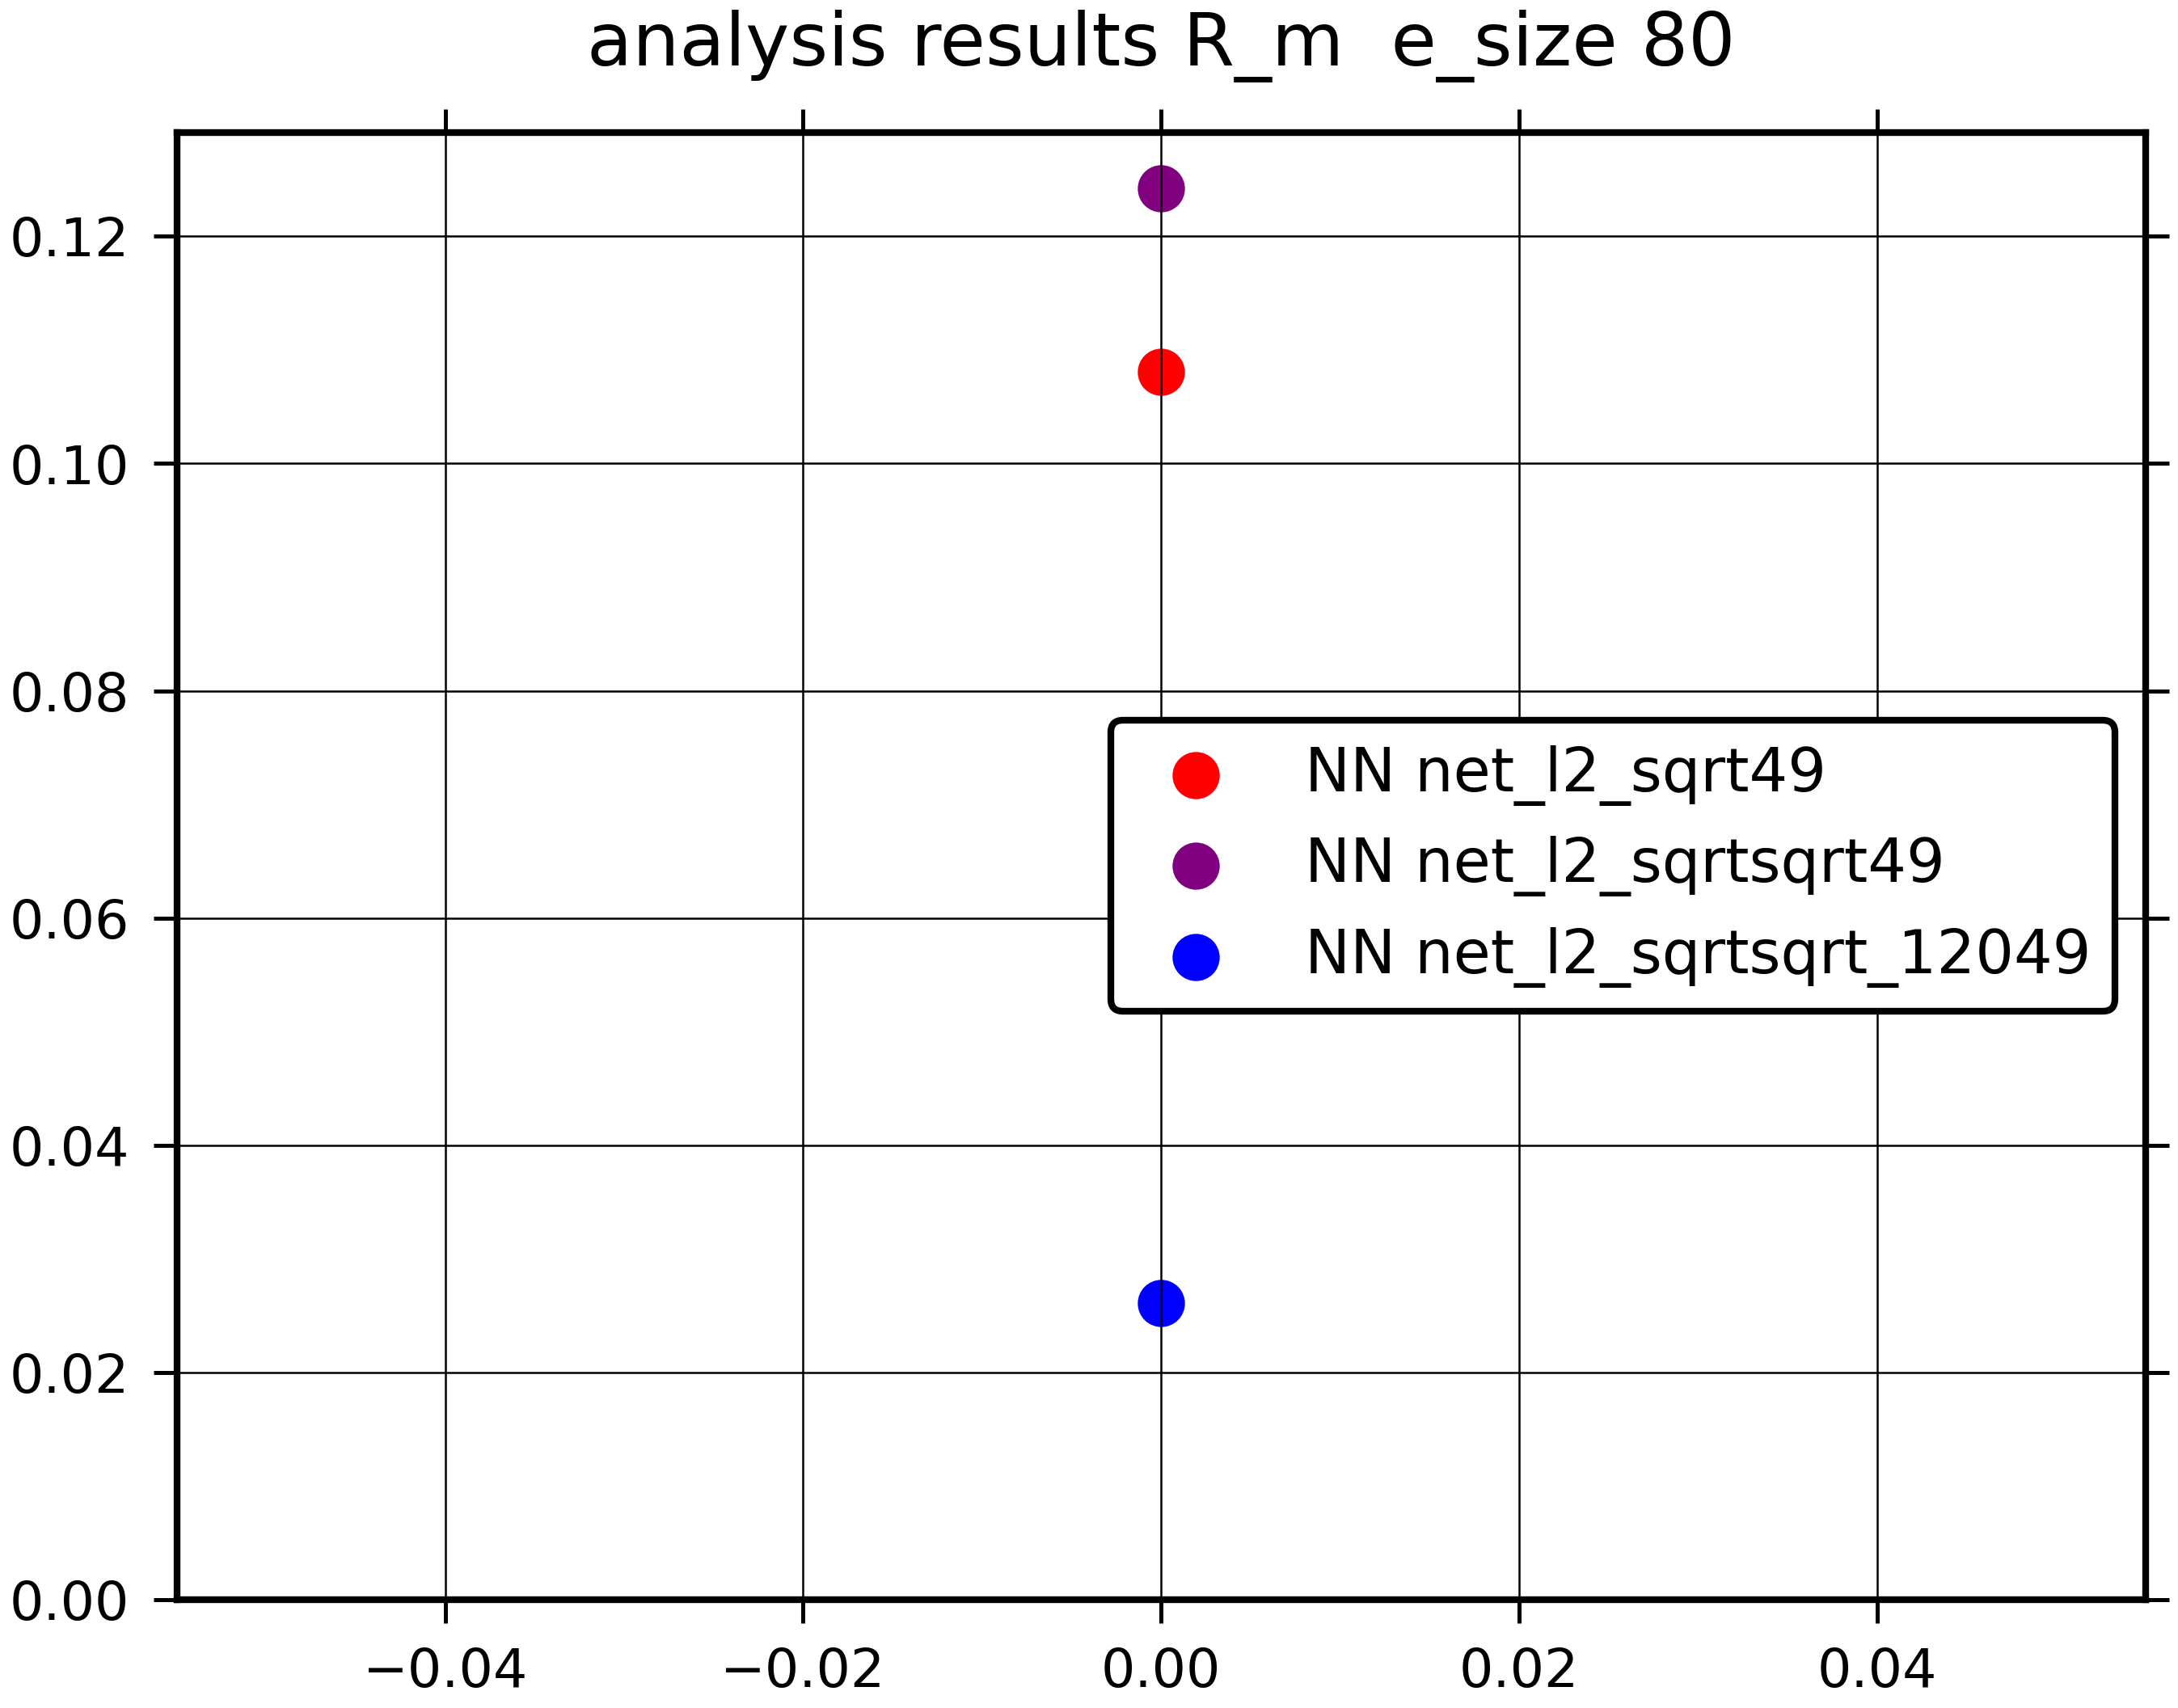 analysis results R_m  e_size 80
0.12
0.10
0.08
0.06
0.04
0.02
0.00
NN net_l2_sqrt49
NN net_l2_sqrtsqrt49
NN net_l2_sqrtsqrt_12049
−0.04 −0.02 0.00 0.02 0.04